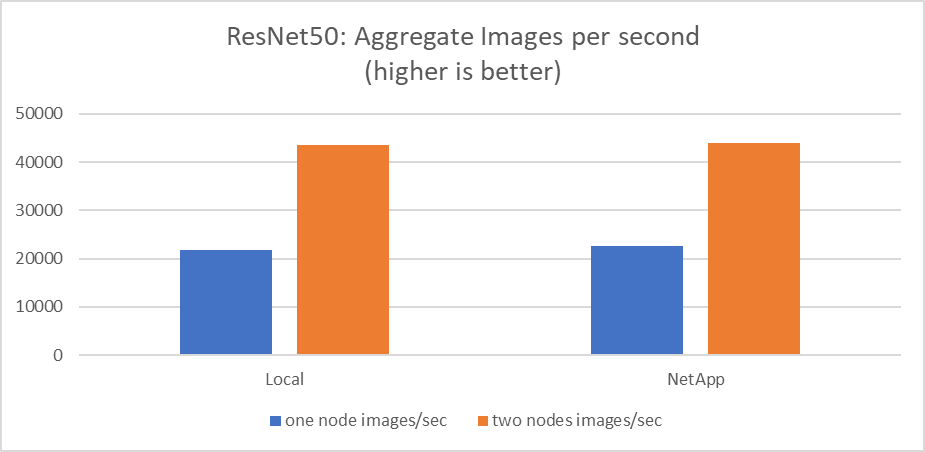 ResNet50: Aggregate Images per second
(higher is better)
50000
40000
30000
20000
10000
0
Local NetApp
one node images/sec two nodes images/sec